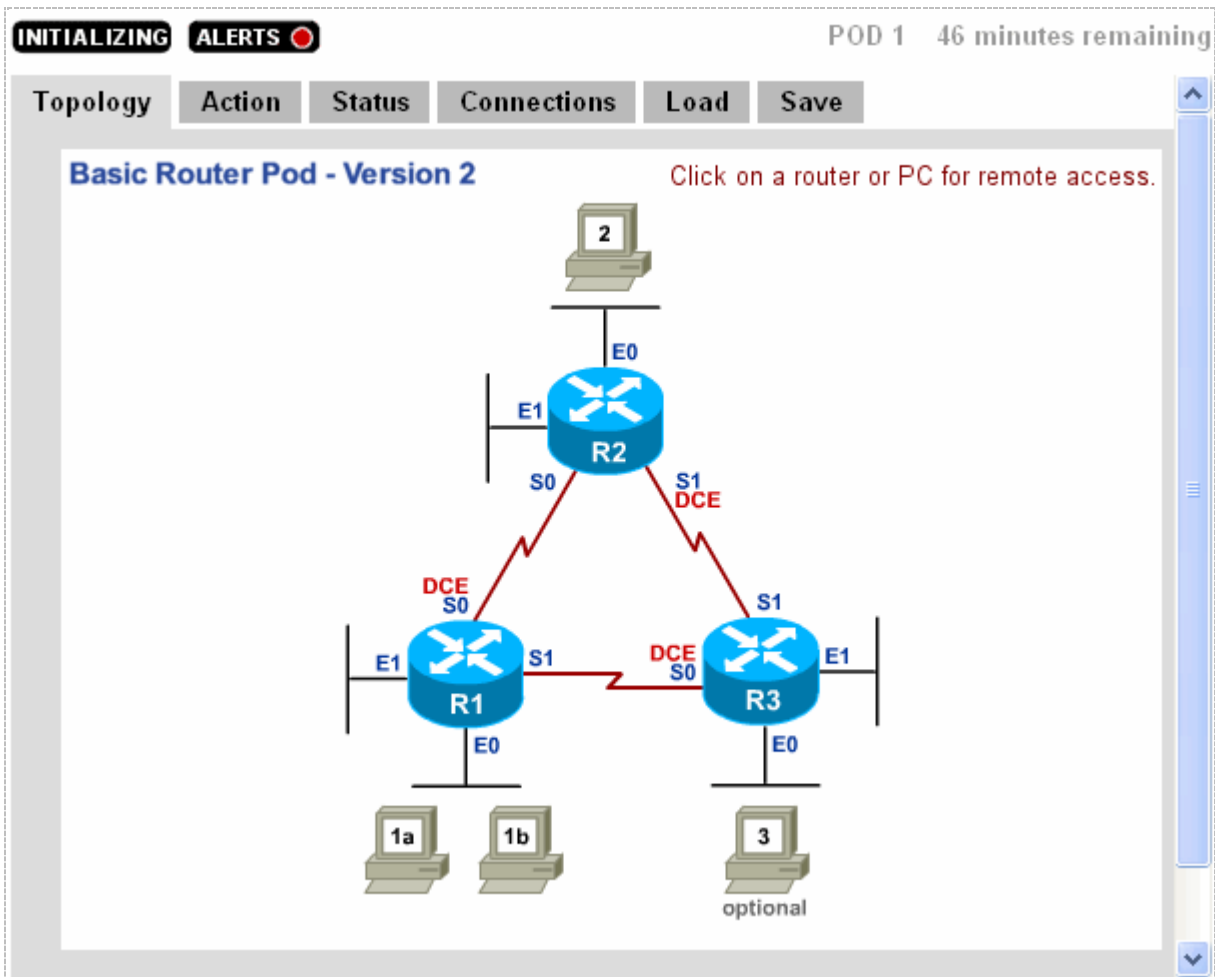 INITIALIZING ALERTS POD 1 46 minutes remaining
Topology Action Status Connections Load Save
Basic Router Pod - Version 2 Click on a router or PC for remote access.
2
E0
E1
R2
S0 S1
DCE
DCE
S0 S1
E1 S1 DCE E1
S0
R1 R3
E0 E0
1a 1b 3
optional